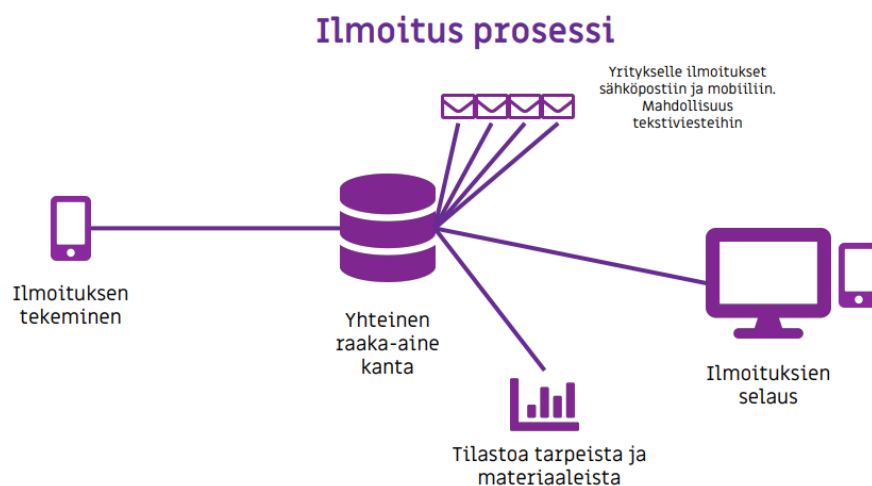 Ilmoitus prosessi
Yritykselle ilmoitukset
sähköpostiin ja mobiiliin.
Mahdollisuus
tekstiviesteihin
Ilmoituksen
tekeminen
Yhteinen
raaka-aine
kanta
Ilmoituksien
selaus
Tilastoa tarpeista ja
materiaaleista